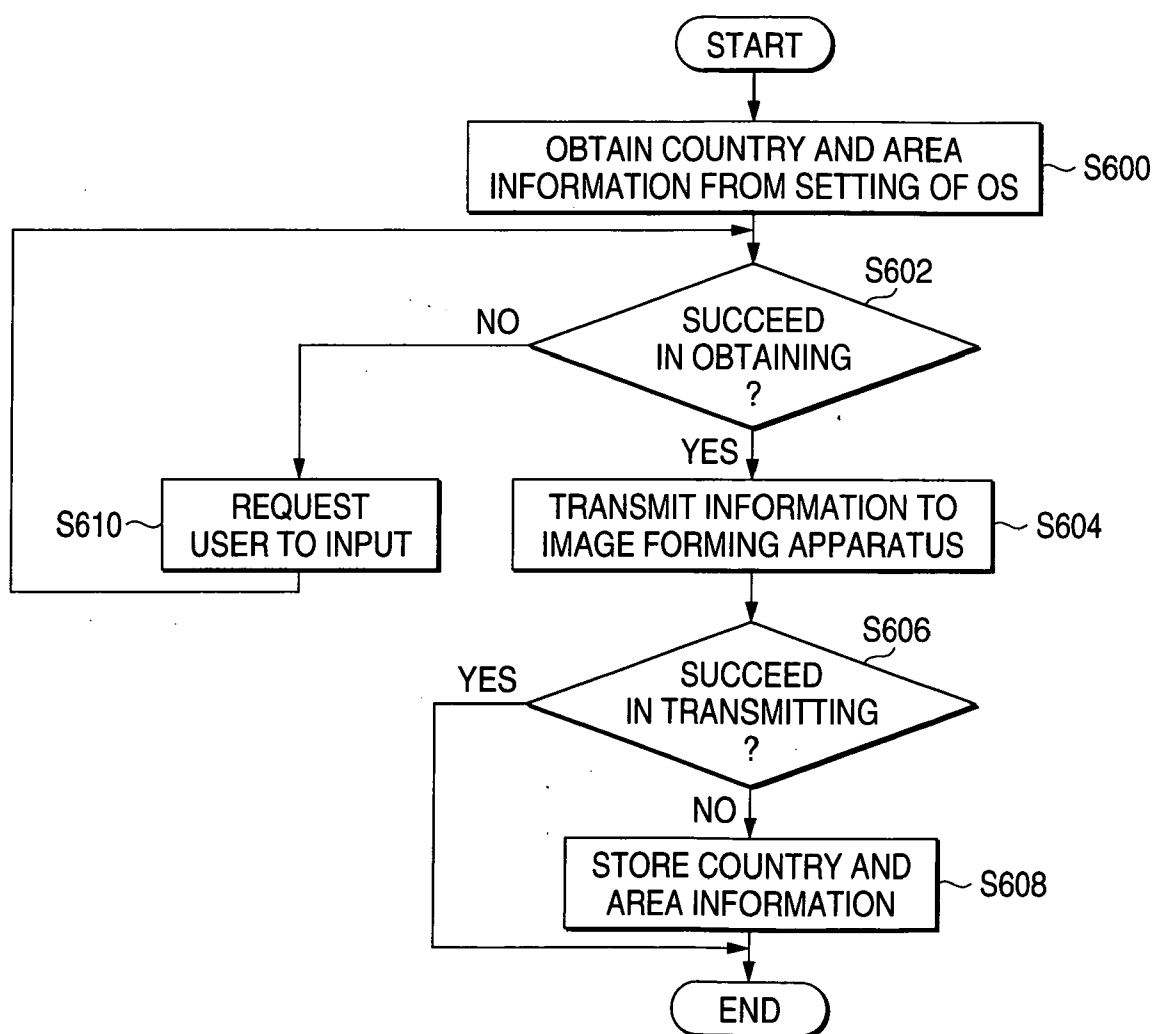 START
OBTAIN COUNTRY AND AREA
INFORMATION FROM SETTING OF OS
S600
S602
NO
SUCCEED
IN OBTAINING
?
YES
S610
REQUEST
USER TO INPUT
TRANSMIT INFORMATION TO
IMAGE FORMING APPARATUS
S604
S606
YES
SUCCEED
IN TRANSMITTING
?
NO
STORE COUNTRY AND
AREA INFORMATION
S608
END